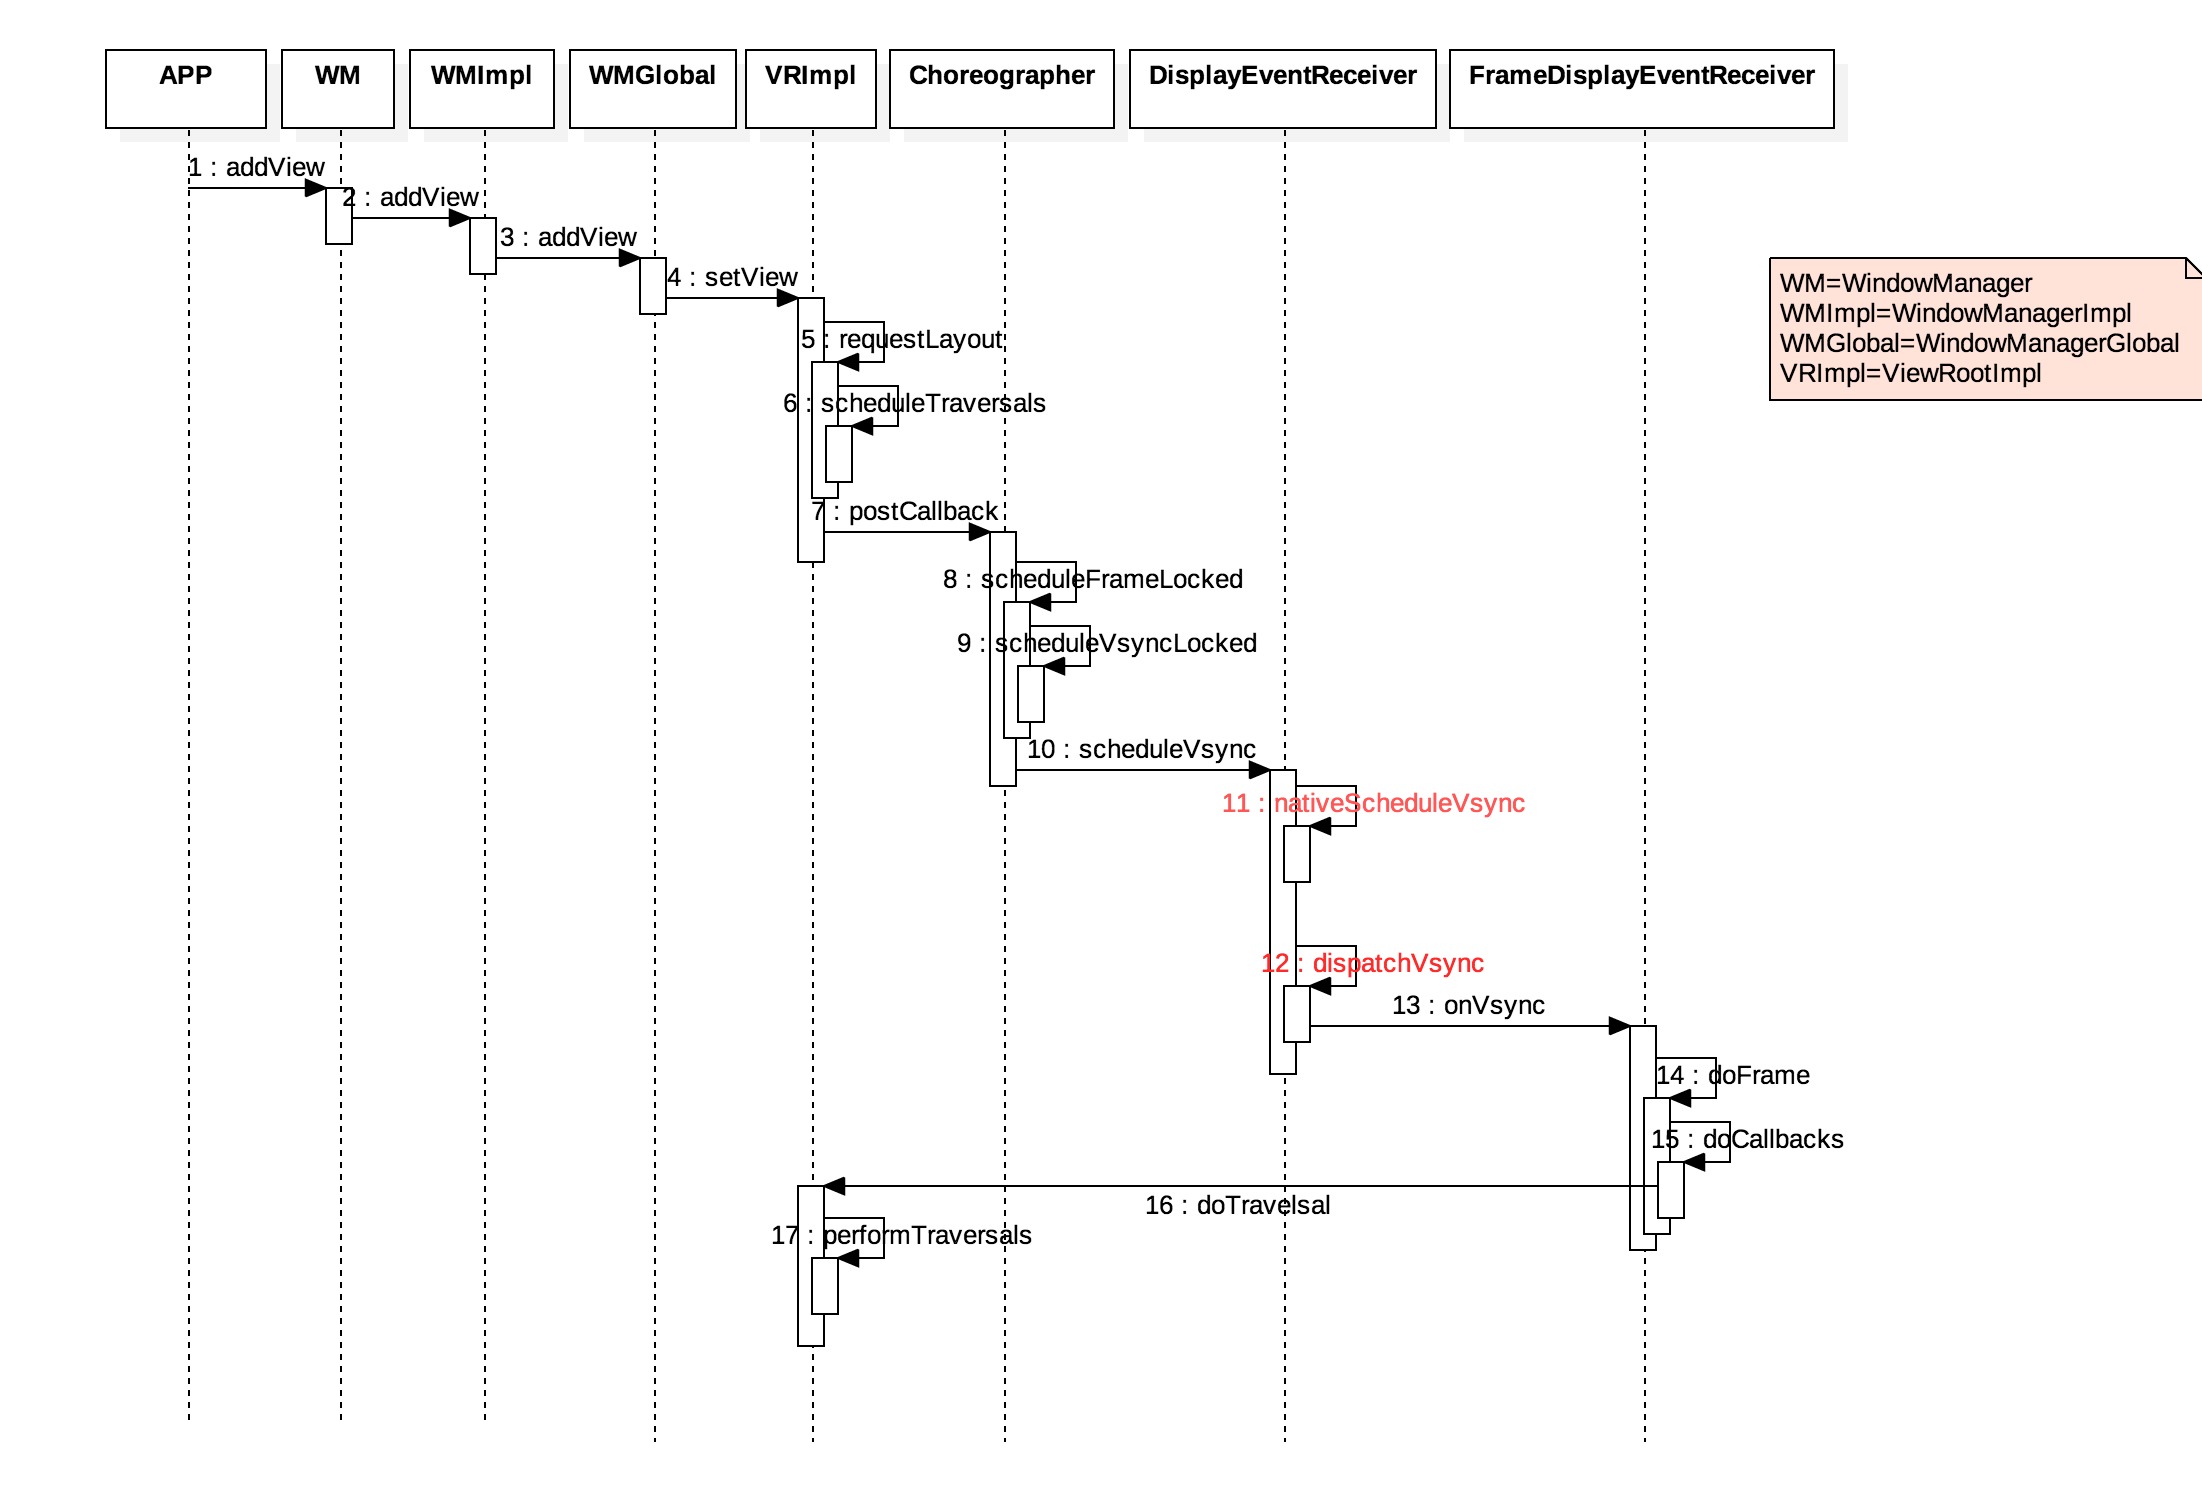 APP
WM
WMImpl
WMGlobal
VRImpl
Choreographer
DisplayEventReceiver
FrameDisplayEventReceiver
1 : addView
2 : addView
3 : addView
4 : setView
WM=WindowManager
WMImpl=WindowManagerImpl
WMGlobal=WindowManagerGlobal
VRImpl=ViewRootImpl
5 : requestLayout
6 : scheduleTraversals
7 : postCallback
8 : scheduleFrameLocked
9 : scheduleVsyncLocked
10 : scheduleVsync
11 : nativeScheduleVsync
12 : dispatchVsync
13 : onVsync
14 : doFrame
15 : doCallbacks
16 : doTravelsal
17 : performTraversals